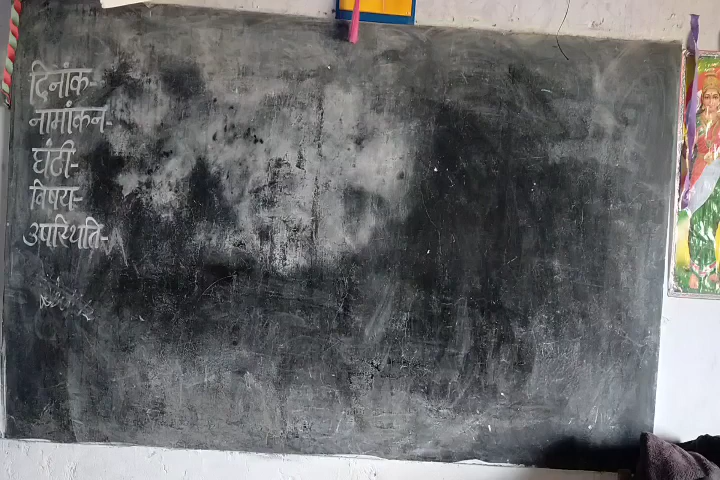 दिनांक-
नामांकन-
घंटी-
विषय-
उपस्थिति-